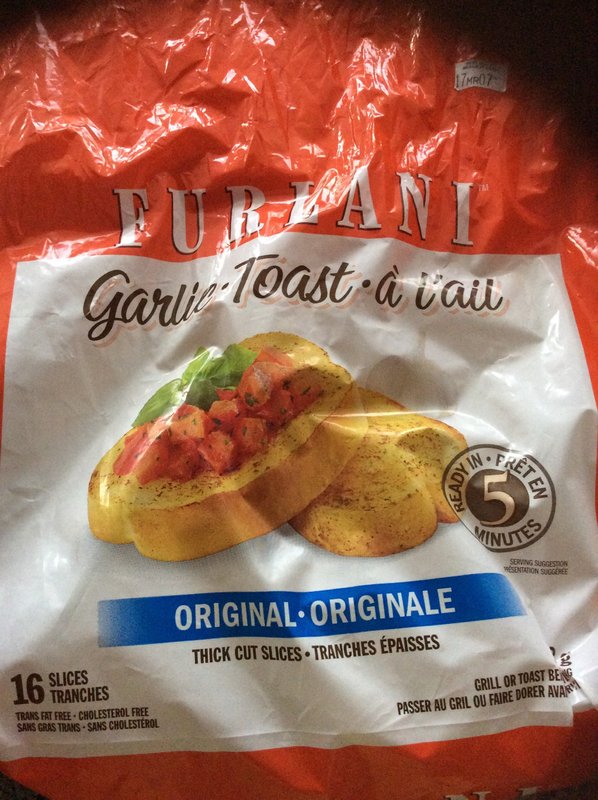 17MR07
FURLANI™
Garlic • Toast • à l'ail
READY IN • PRÊT EN
5
MINUTES
SERVING SUGGESTION
PRÉSENTATION SUGGÉRÉE
ORIGINAL • ORIGINALE
THICK CUT SLICES • TRANCHES ÉPAISSES
16 SLICES
TRANCHES
TRANS FAT FREE • CHOLESTEROL FREE
SANS GRAS TRANS • SANS CHOLESTÉROL
g
GRILL OR TOAST
PASSER AU GRIL OU FAIRE DORER